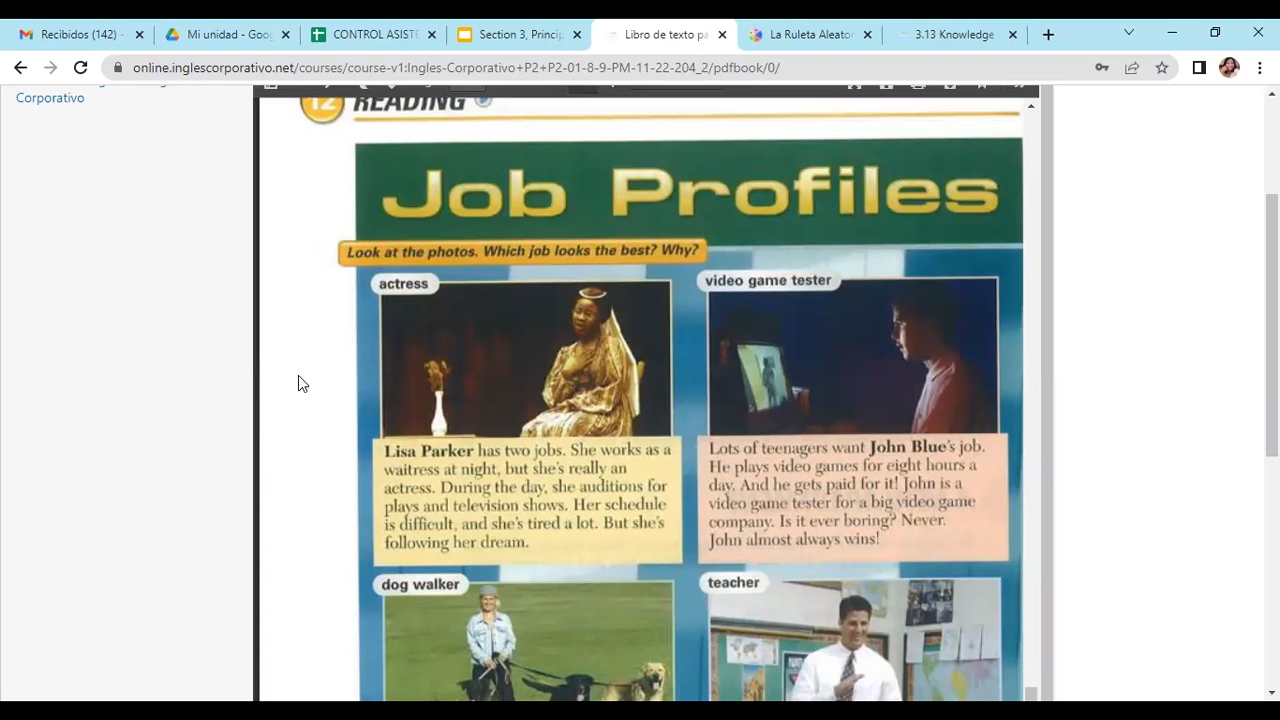 Recibidos (142) -
Mi unidad - Goo
CONTROL ASIST
Section 3, Princip
Libro de texto pa
La Ruleta Aleator
3.13 Knowledge
online.inglescorporativo.net/courses/course-v1:Ingles-Corporativo+P2+P2-01-8-9-PM-11-22-204_2/pdfbook/0/
Corporativo
12 READING
Job Profiles
Look at the photos. Which job looks the best? Why?
actress
Lisa Parker has two jobs. She works as a
waitress at night, but she's really an
actress. During the day, she auditions for
plays and television shows. Her schedule
is difficult, and she's tired a lot. But she's
following her dream.
video game tester
Lots of teenagers want John Blue's job.
He plays video games for eight hours a
day. And he gets paid for it! John is a
video game tester for a big video game
company. Is it ever boring? Never.
John almost always wins!
dog walker
teacher